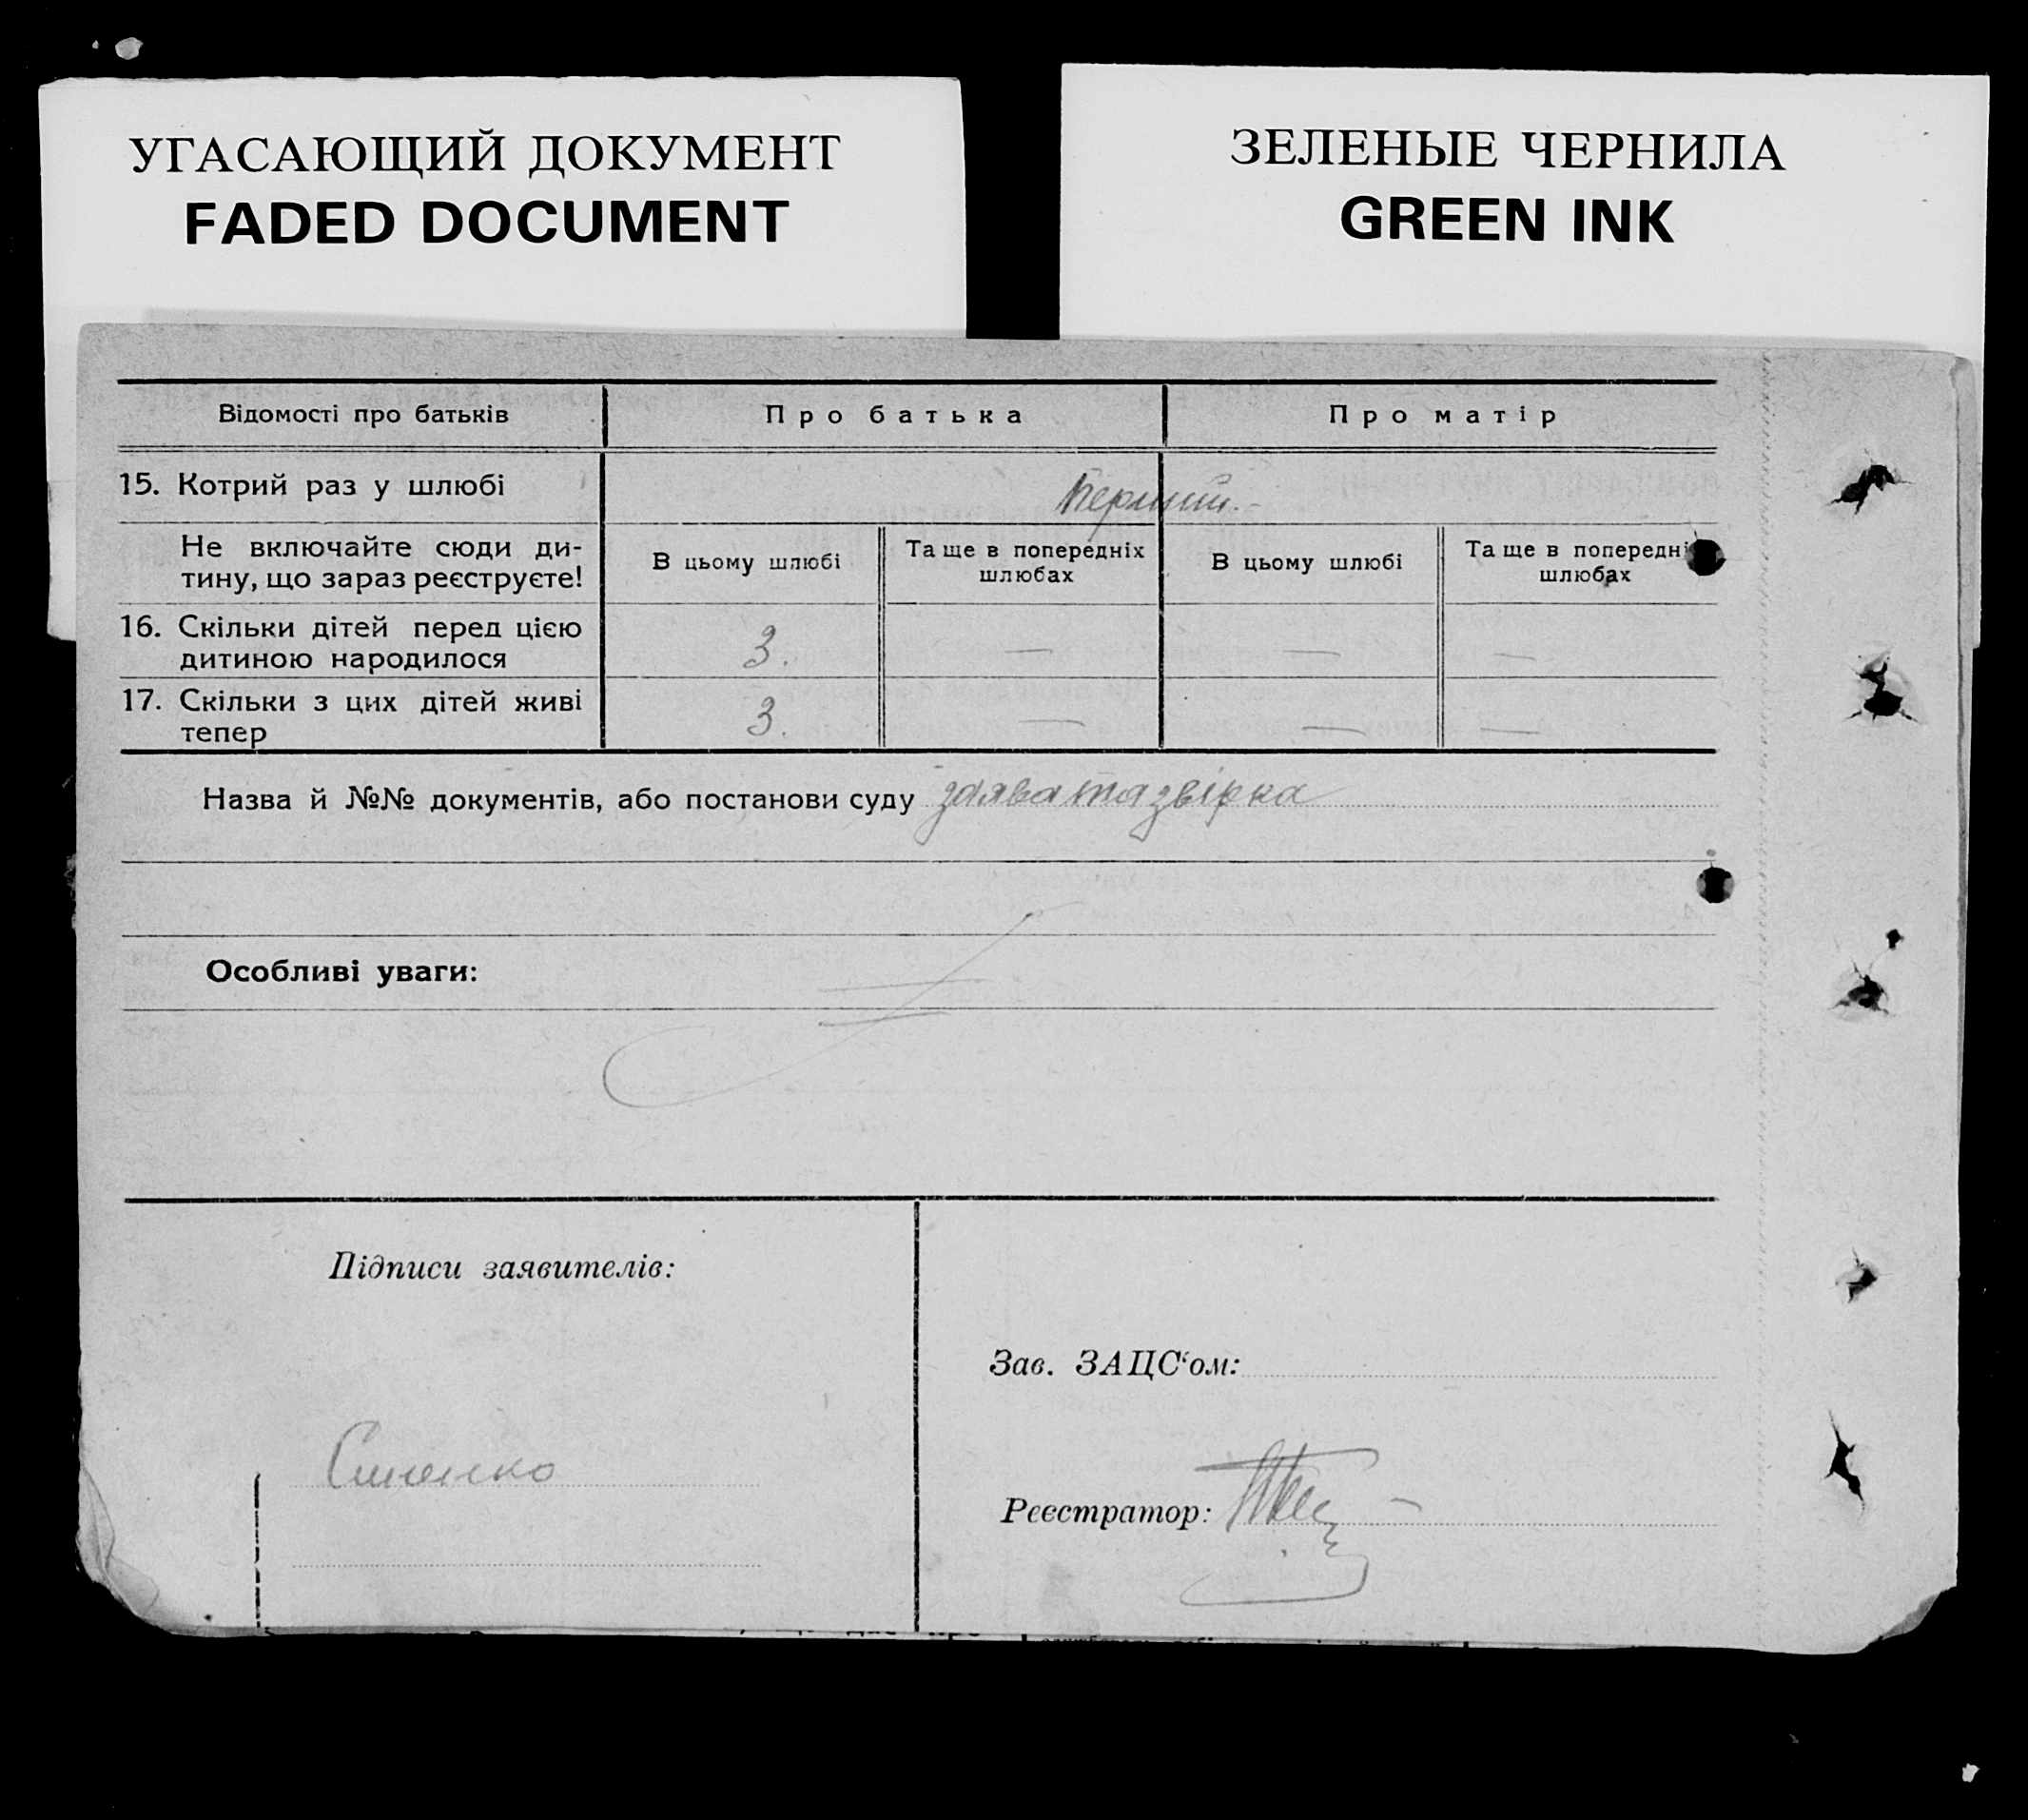 УГАСАЮЩИЙ ДОКУМЕНТ
FADED DOCUMENT
ЗЕЛЕНЫЕ ЧЕРНИЛА
GREEN INK
Відомості про батьків Про батька Про матір
15. Котрий раз у шлюбі Перший.-
Не включайте сюди ди-
тину, що зараз реєструєте!
В цьому шлюбі
Та ще в попередніх
шлюбах
В цьому шлюбі
Та ще в попередні
шлюбах
16. Скільки дітей перед цією
дитиною народилося
3. — — —
17. Скільки з цих дітей живі
тепер
3. — — —
Назва й №№ документів, або постанови суду заява та звірка
Особливі уваги:
Підписи заявителів:
Зав. ЗАЦС‘ом:
Реєстратор: